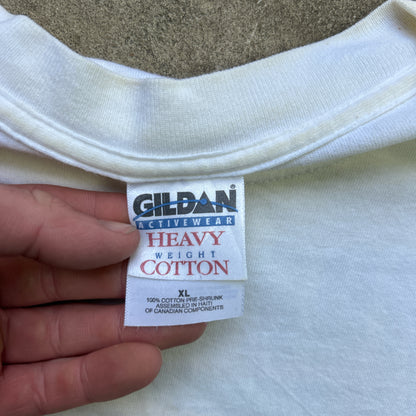 GILDAN®
ACTIVEWEAR
HEAVY
WEIGHT
COTTON
XL
100% COTTON PRE-SHRUNK
ASSEMBLED IN HAITI
OF CANADIAN COMPONENTS